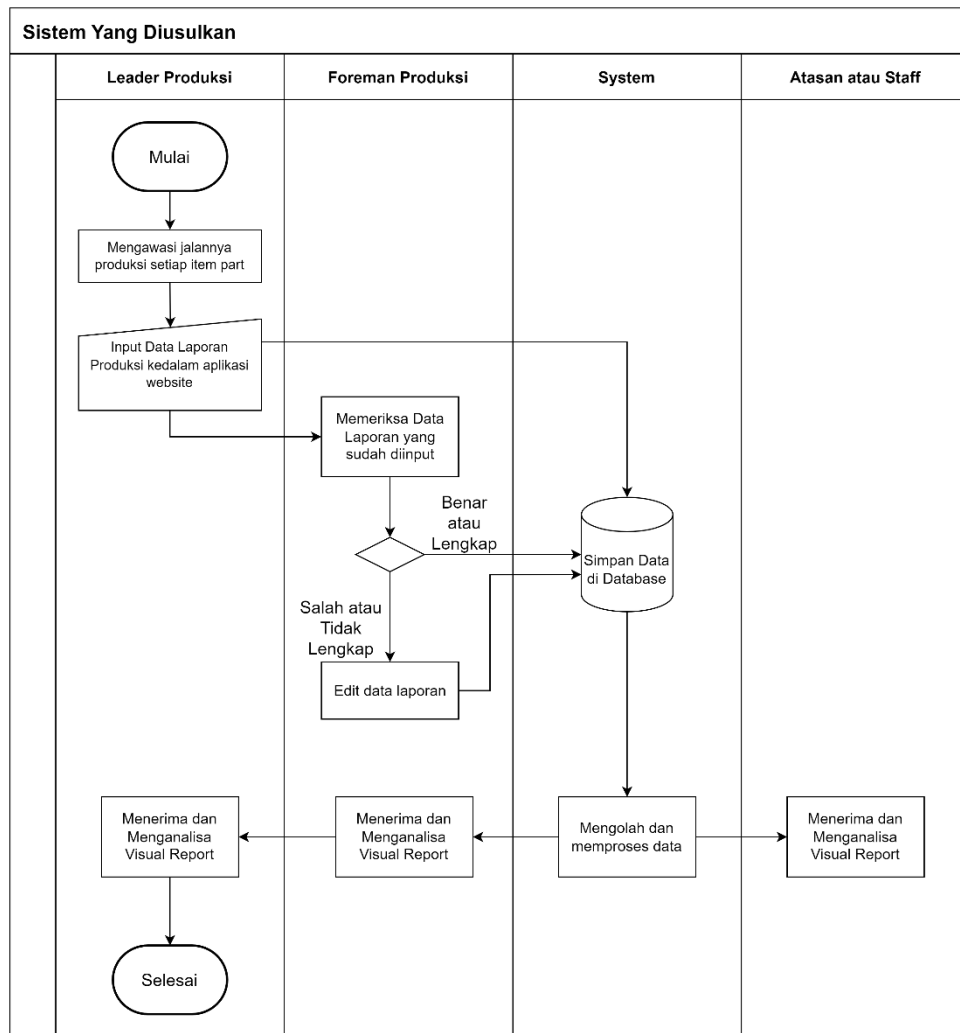 Sistem Yang Diusulkan
Leader Produksi
Foreman Produksi
System
Atasan atau Staff
Mulai
Mengawasi jalannya
produksi setiap item part
Input Data Laporan
Produksi kedalam aplikasi
website
Memeriksa Data
Laporan yang
sudah diinput
Benar
atau
Lengkap
Simpan Data
di Database
Salah atau
Tidak
Lengkap
Edit data laporan
Menerima dan
Menganalisa
Visual Report
Menerima dan
Menganalisa
Visual Report
Mengolah dan
memproses data
Menerima dan
Menganalisa
Visual Report
Selesai